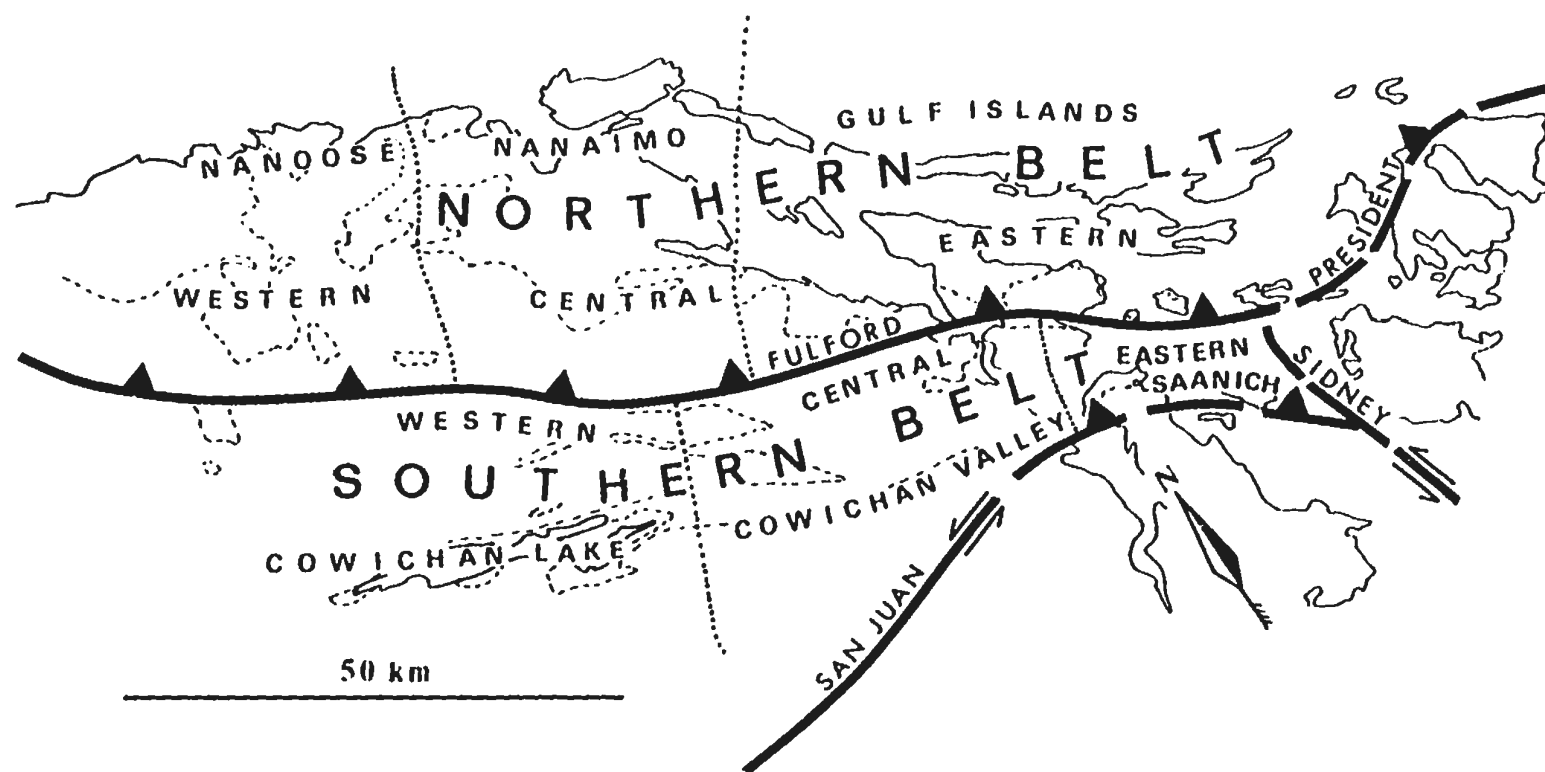 GULF ISLANDS
NANOOSE
NANAIMO
NORTHERN BELT
EASTERN
PRESIDENT
WESTERN
CENTRAL
FULFORD
CENTRAL
EASTERN
SAANICH
SIDNEY
WESTERN
SOUTHERN BELT
COWICHAN VALLEY
N
COWICHAN LAKE
SAN JUAN
50 km